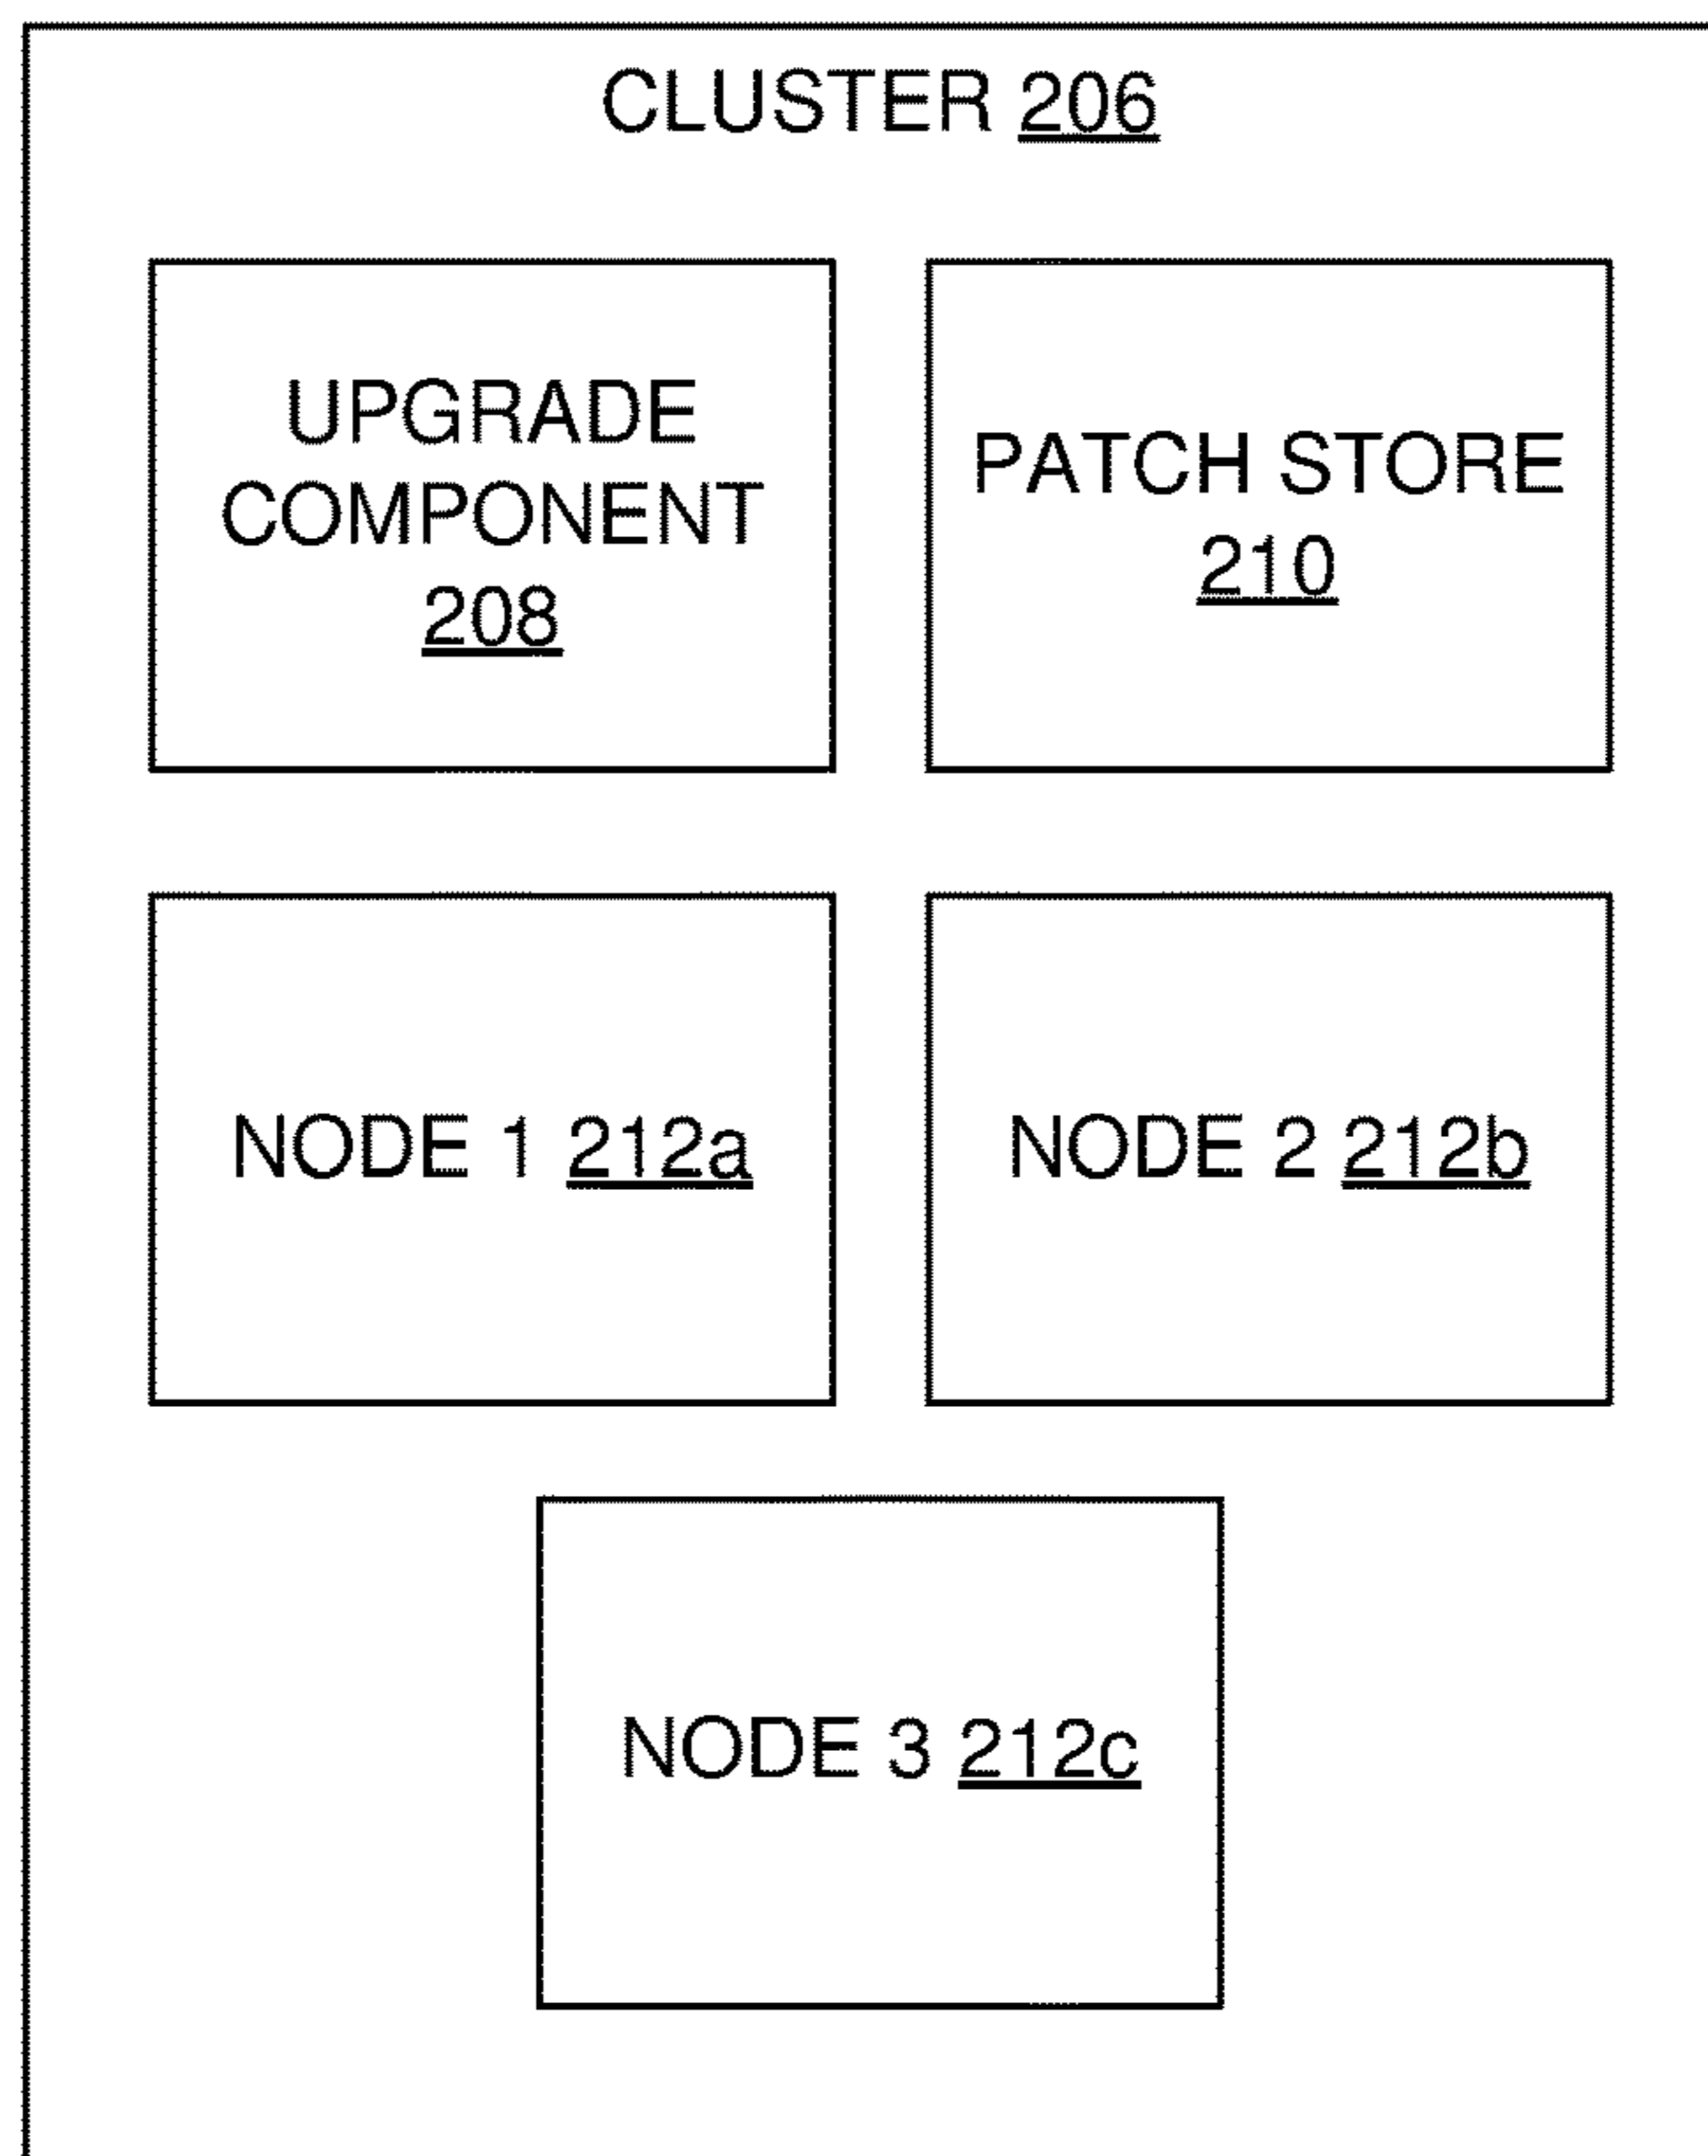 CLUSTER 206
UPGRADE
COMPONENT
208
PATCH STORE
210
NODE 1 212a
NODE 2 212b
NODE 3 212c